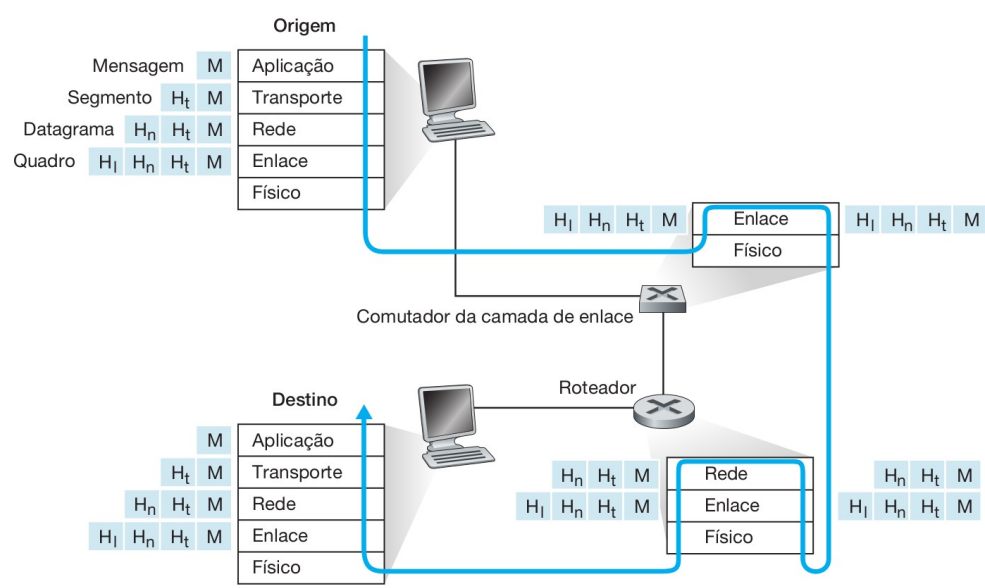 Origem
Mensagem M Aplicação
Segmento Ht M Transporte
Datagrama Hn Ht M Rede
Quadro Hl Hn Ht M Enlace
Físico
Hl Hn Ht M Enlace Hl Hn Ht M
Físico
Comutador da camada de enlace
Roteador
Destino
M Aplicação
Ht M Transporte
Hn Ht M Rede
Hl Hn Ht M Enlace
Físico
Hn Ht M Rede Hn Ht M
Hl Hn Ht M Enlace Hl Hn Ht M
Físico